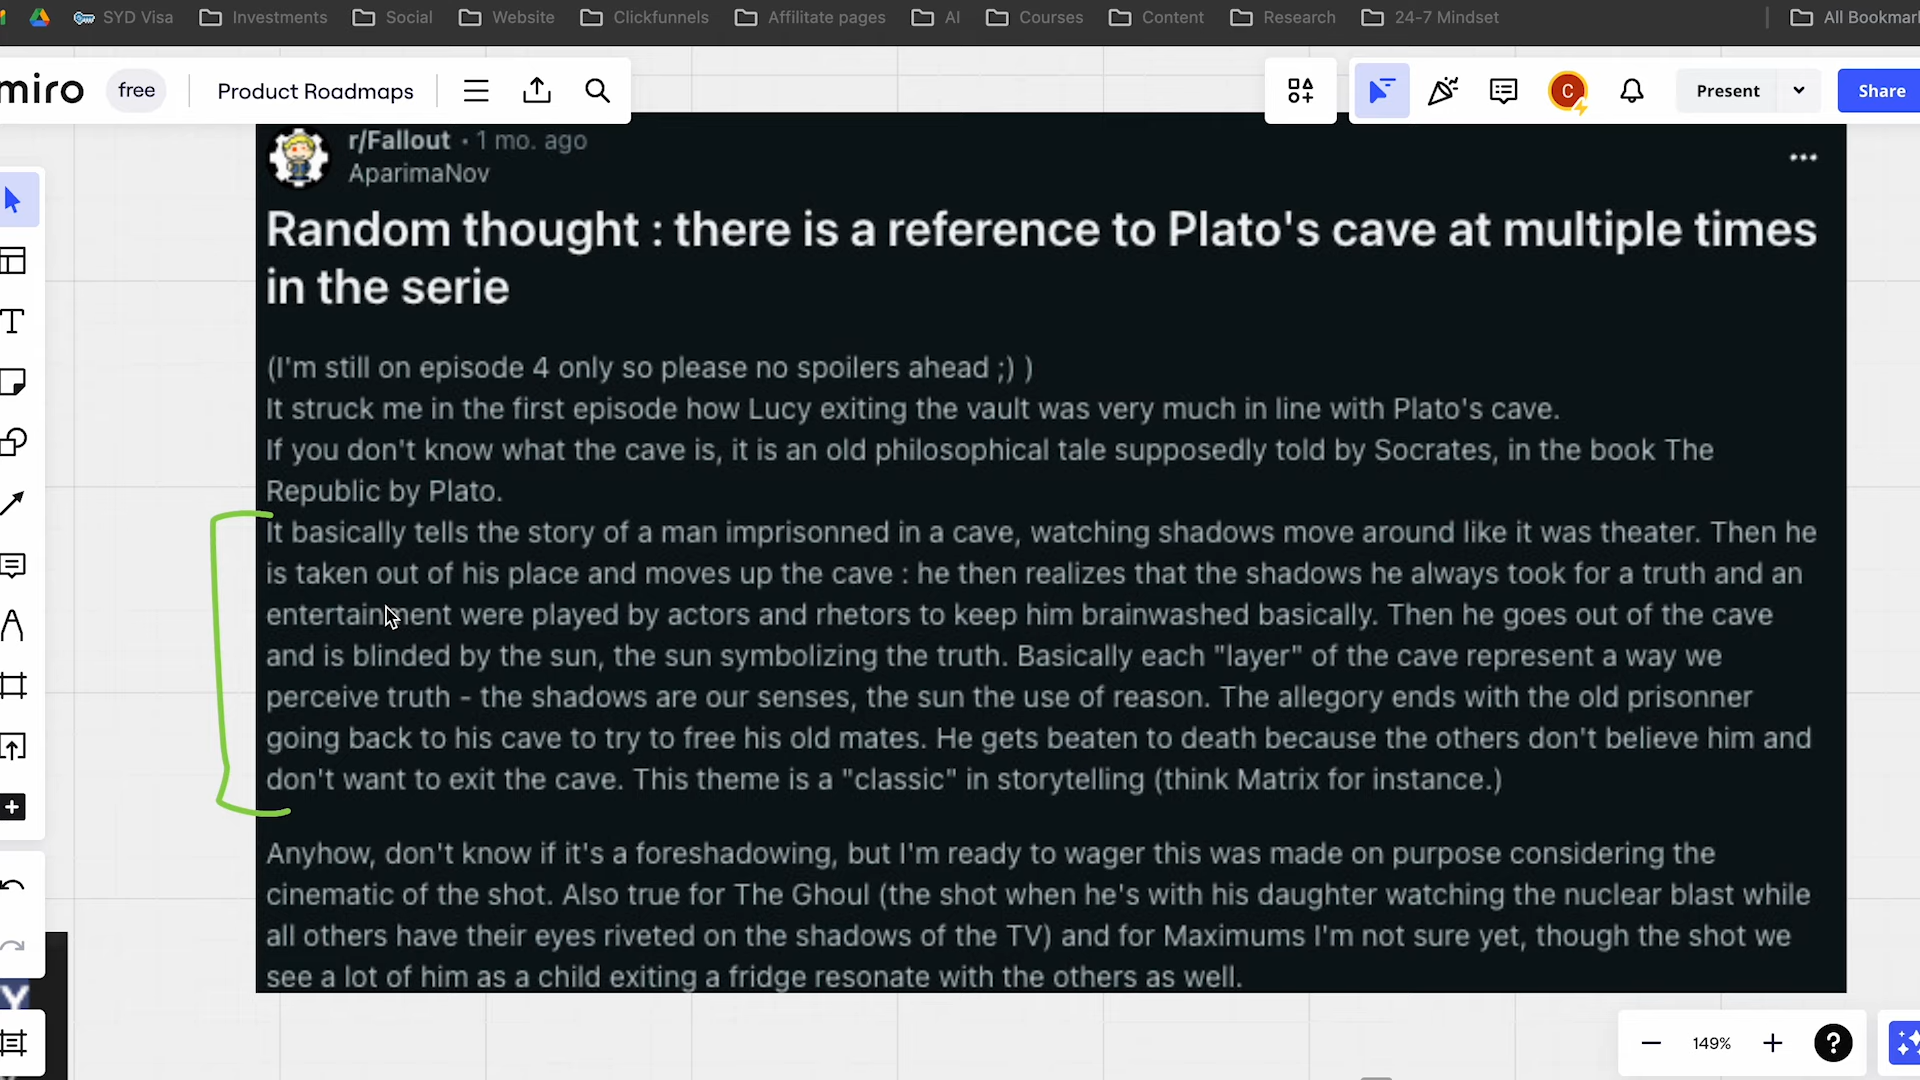 SYD Visa Investments Social Website Clickfunnels Affilitate pages AI Courses Content Research 24-7 Mindset All Bookmar
miro free Product Roadmaps C Present Share
r/Fallout · 1 mo. ago
AparimaNov
Random thought : there is a reference to Plato's cave at multiple times
in the serie
(I'm still on episode 4 only so please no spoilers ahead ;) )
It struck me in the first episode how Lucy exiting the vault was very much in line with Plato's cave.
If you don't know what the cave is, it is an old philosophical tale supposedly told by Socrates, in the book The
Republic by Plato.
It basically tells the story of a man imprisonned in a cave, watching shadows move around like it was theater. Then he
is taken out of his place and moves up the cave : he then realizes that the shadows he always took for a truth and an
entertainment were played by actors and rhetors to keep him brainwashed basically. Then he goes out of the cave
and is blinded by the sun, the sun symbolizing the truth. Basically each "layer" of the cave represent a way we
perceive truth - the shadows are our senses, the sun the use of reason. The allegory ends with the old prisonner
going back to his cave to try to free his old mates. He gets beaten to death because the others don't believe him and
don't want to exit the cave. This theme is a "classic" in storytelling (think Matrix for instance.)
Anyhow, don't know if it's a foreshadowing, but I'm ready to wager this was made on purpose considering the
cinematic of the shot. Also true for The Ghoul (the shot when he's with his daughter watching the nuclear blast while
all others have their eyes riveted on the shadows of the TV) and for Maximums I'm not sure yet, though the shot we
see a lot of him as a child exiting a fridge resonate with the others as well.
Y
149%